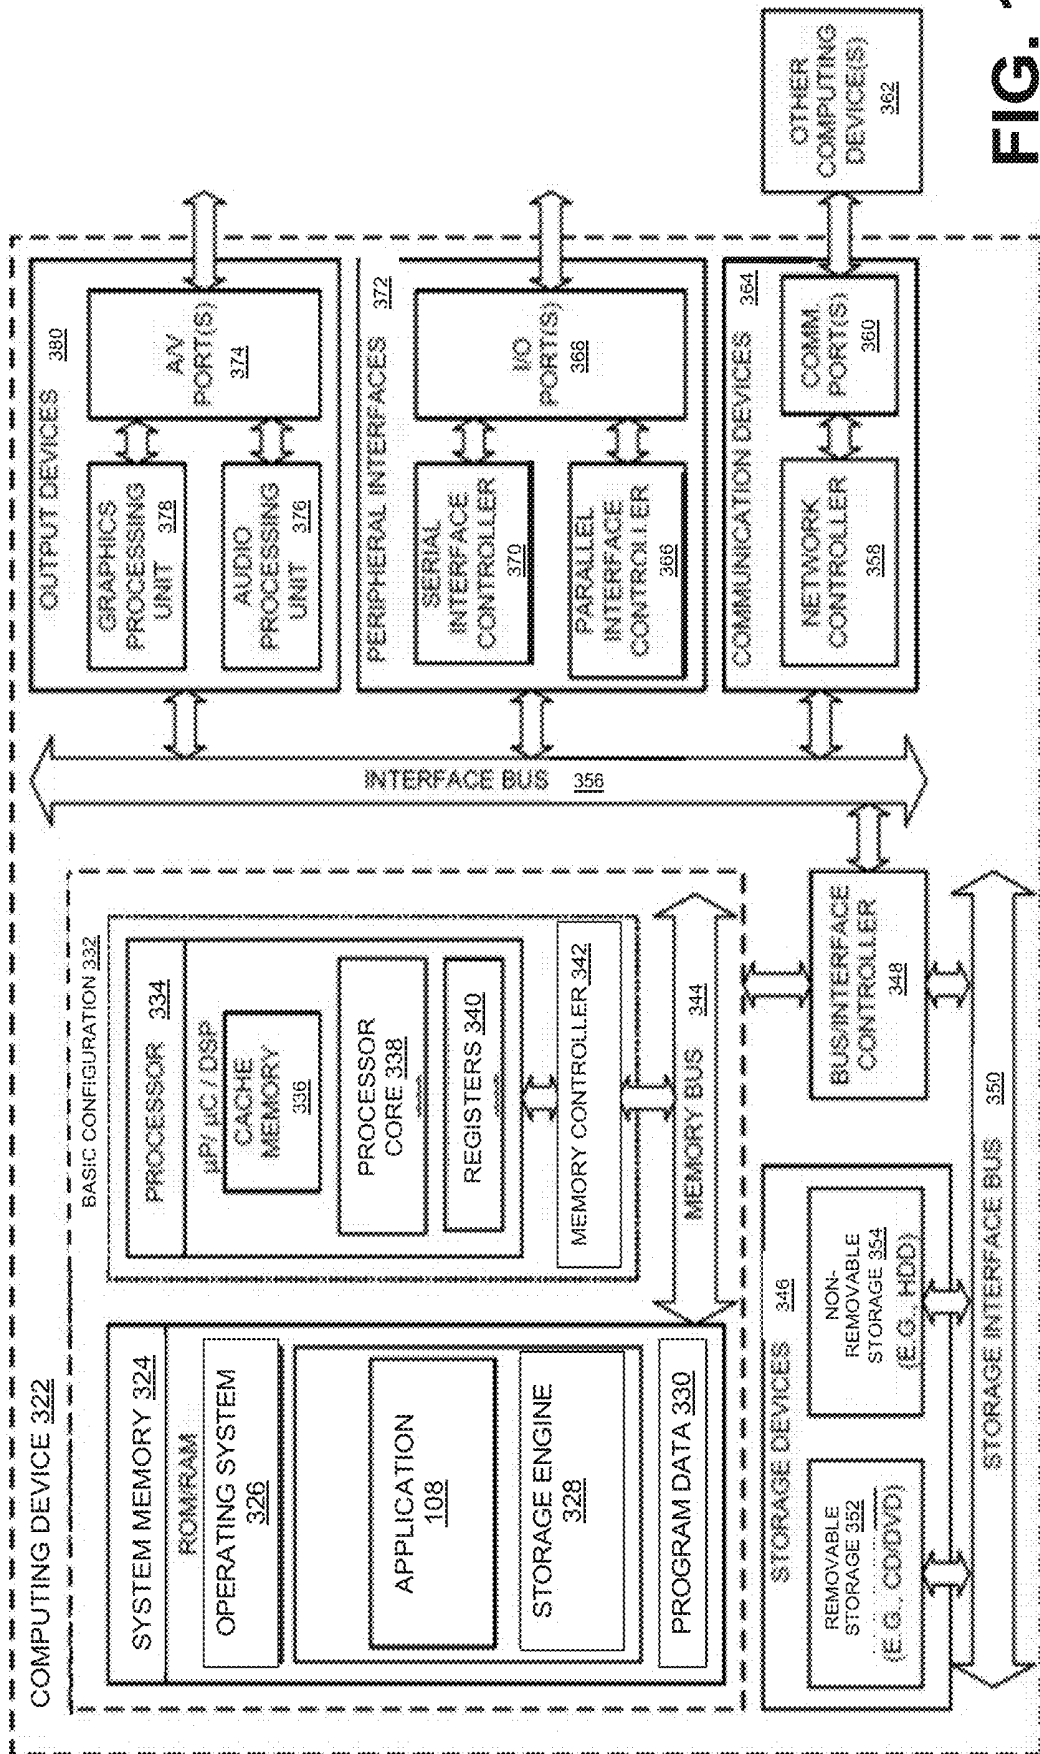 COMPUTING DEVICE 322
SYSTEM MEMORY 324
ROM/RAM
OPERATING SYSTEM
326
APPLICATION
108
STORAGE ENGINE
328
PROGRAM DATA 330
BASIC CONFIGURATION 332
PROCESSOR 334
µP/ µC / DSP
CACHE
MEMORY
336
PROCESSOR
CORE 338
REGISTERS 340
MEMORY CONTROLLER 342
MEMORY BUS 344
STORAGE DEVICES 346
REMOVABLE
STORAGE 352
(E.G., CD/DVD)
NON-
REMOVABLE
STORAGE 354
(E.G., HDD)
BUS/INTERFACE
CONTROLLER
348
STORAGE INTERFACE BUS 350
INTERFACE BUS 356
OUTPUT DEVICES 380
GRAPHICS
PROCESSING
UNIT 378
AUDIO
PROCESSING
UNIT 376
A/V
PORT(S)
374
PERIPHERAL INTERFACES 372
SERIAL
INTERFACE
CONTROLLER
370
PARALLEL
INTERFACE
CONTROLLER
366
I/O
PORT(S)
366
COMMUNICATION DEVICES 364
NETWORK
CONTROLLER
358
COMM.
PORT(S)
360
OTHER
COMPUTING
DEVICE(S)
362
FIG.